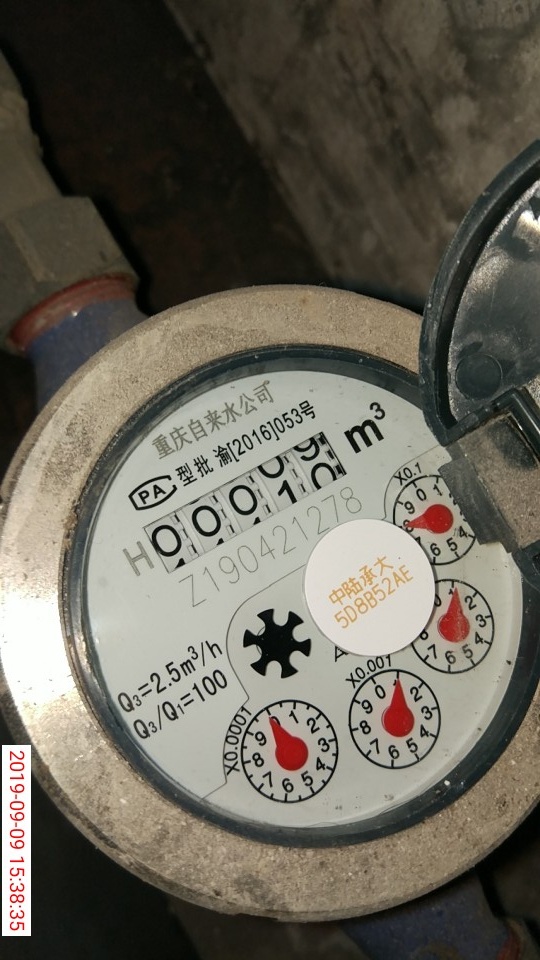 重庆自来水公司
PA 型批 渝[2016]053号
m³
H
Z190421278
中陆承大
5D8B52AE
Q₃=2.5m³/h
Q₃/Q₁=100
X0.1
X0.001
X0.0001
2019-09-09 15:38:35